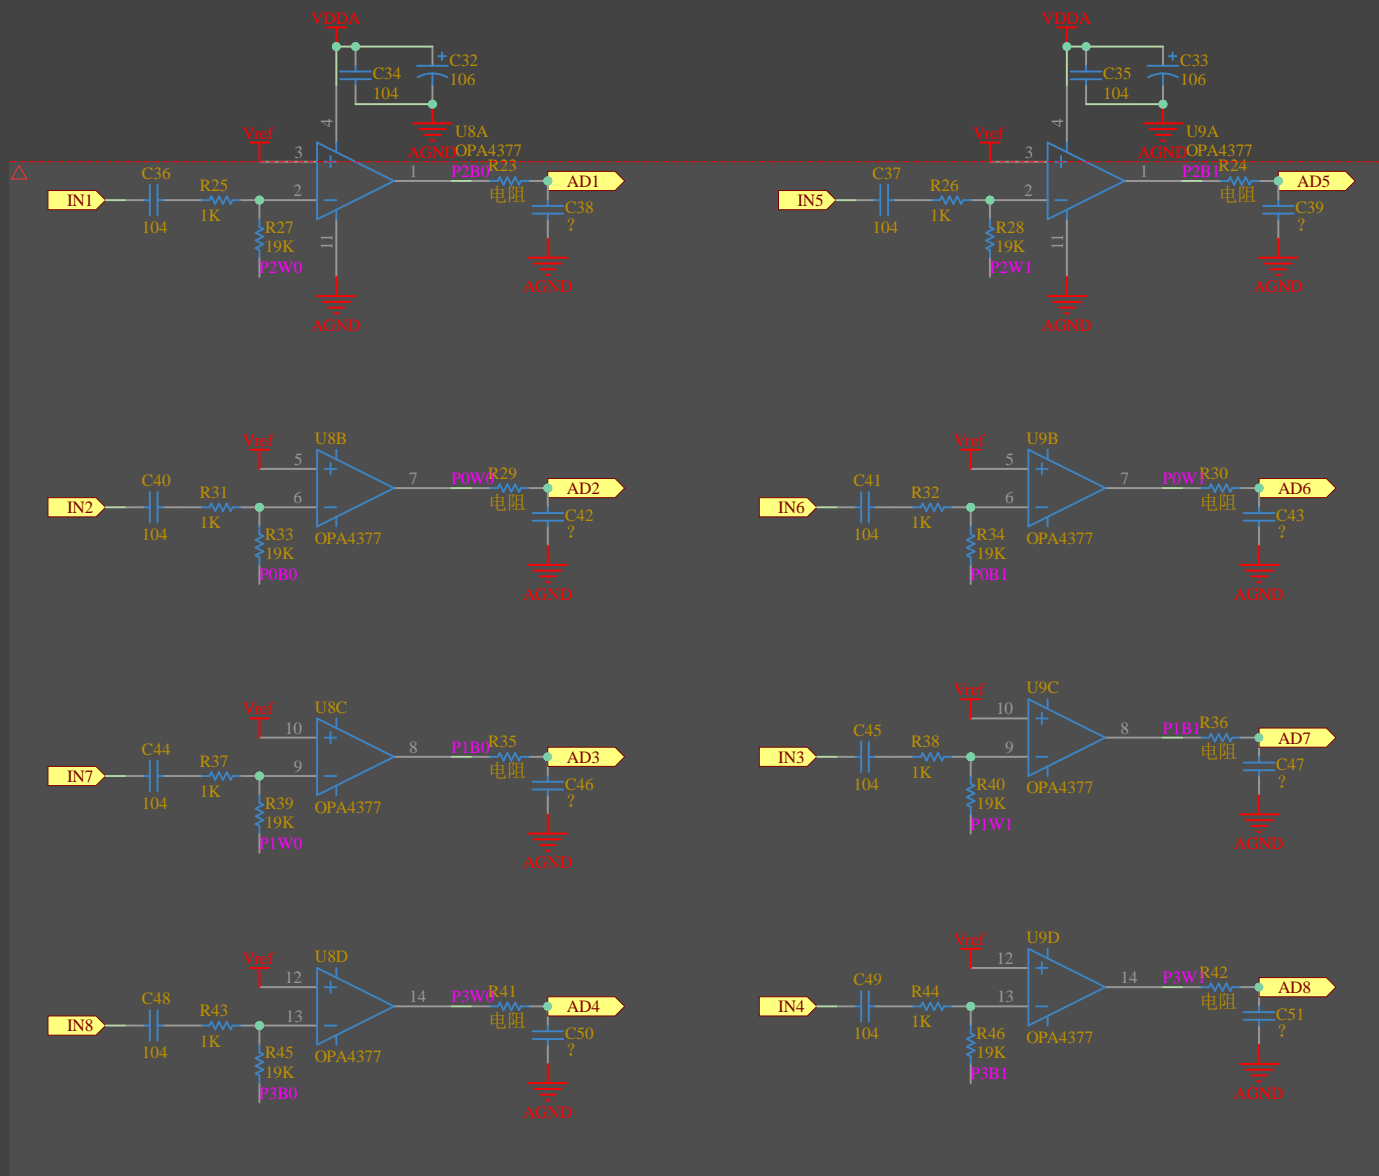 VDDA
C34
104
C32
106
4
AGND
U8A
OPA4377
Vref
3
2
1
P2B0
R23
电阻
AD1
C38
?
AGND
IN1
C36
104
R25
1K
R27
19K
P2W0
11
AGND
VDDA
C35
104
C33
106
4
AGND
U9A
OPA4377
Vref
3
2
1
P2B1
R24
电阻
AD5
C39
?
AGND
IN5
C37
104
R26
1K
R28
19K
P2W1
11
AGND
Vref
U8B
5
6
7
P0W0
R29
电阻
AD2
C42
?
AGND
IN2
C40
104
R31
1K
R33
19K
P0B0
OPA4377
Vref
U9B
5
6
7
P0W1
R30
电阻
AD6
C43
?
AGND
IN6
C41
104
R32
1K
R34
19K
P0B1
OPA4377
Vref
U8C
10
9
8
P1B0
R35
电阻
AD3
C46
?
AGND
IN7
C44
104
R37
1K
R39
19K
P1W0
OPA4377
Vref
U9C
10
9
8
P1B1
R36
电阻
AD7
C47
?
AGND
IN3
C45
104
R38
1K
R40
19K
P1W1
OPA4377
Vref
U8D
12
13
14
P3W0
R41
电阻
AD4
C50
?
AGND
IN8
C48
104
R43
1K
R45
19K
P3B0
OPA4377
Vref
U9D
12
13
14
P3W1
R42
电阻
AD8
C51
?
AGND
IN4
C49
104
R44
1K
R46
19K
P3B1
OPA4377